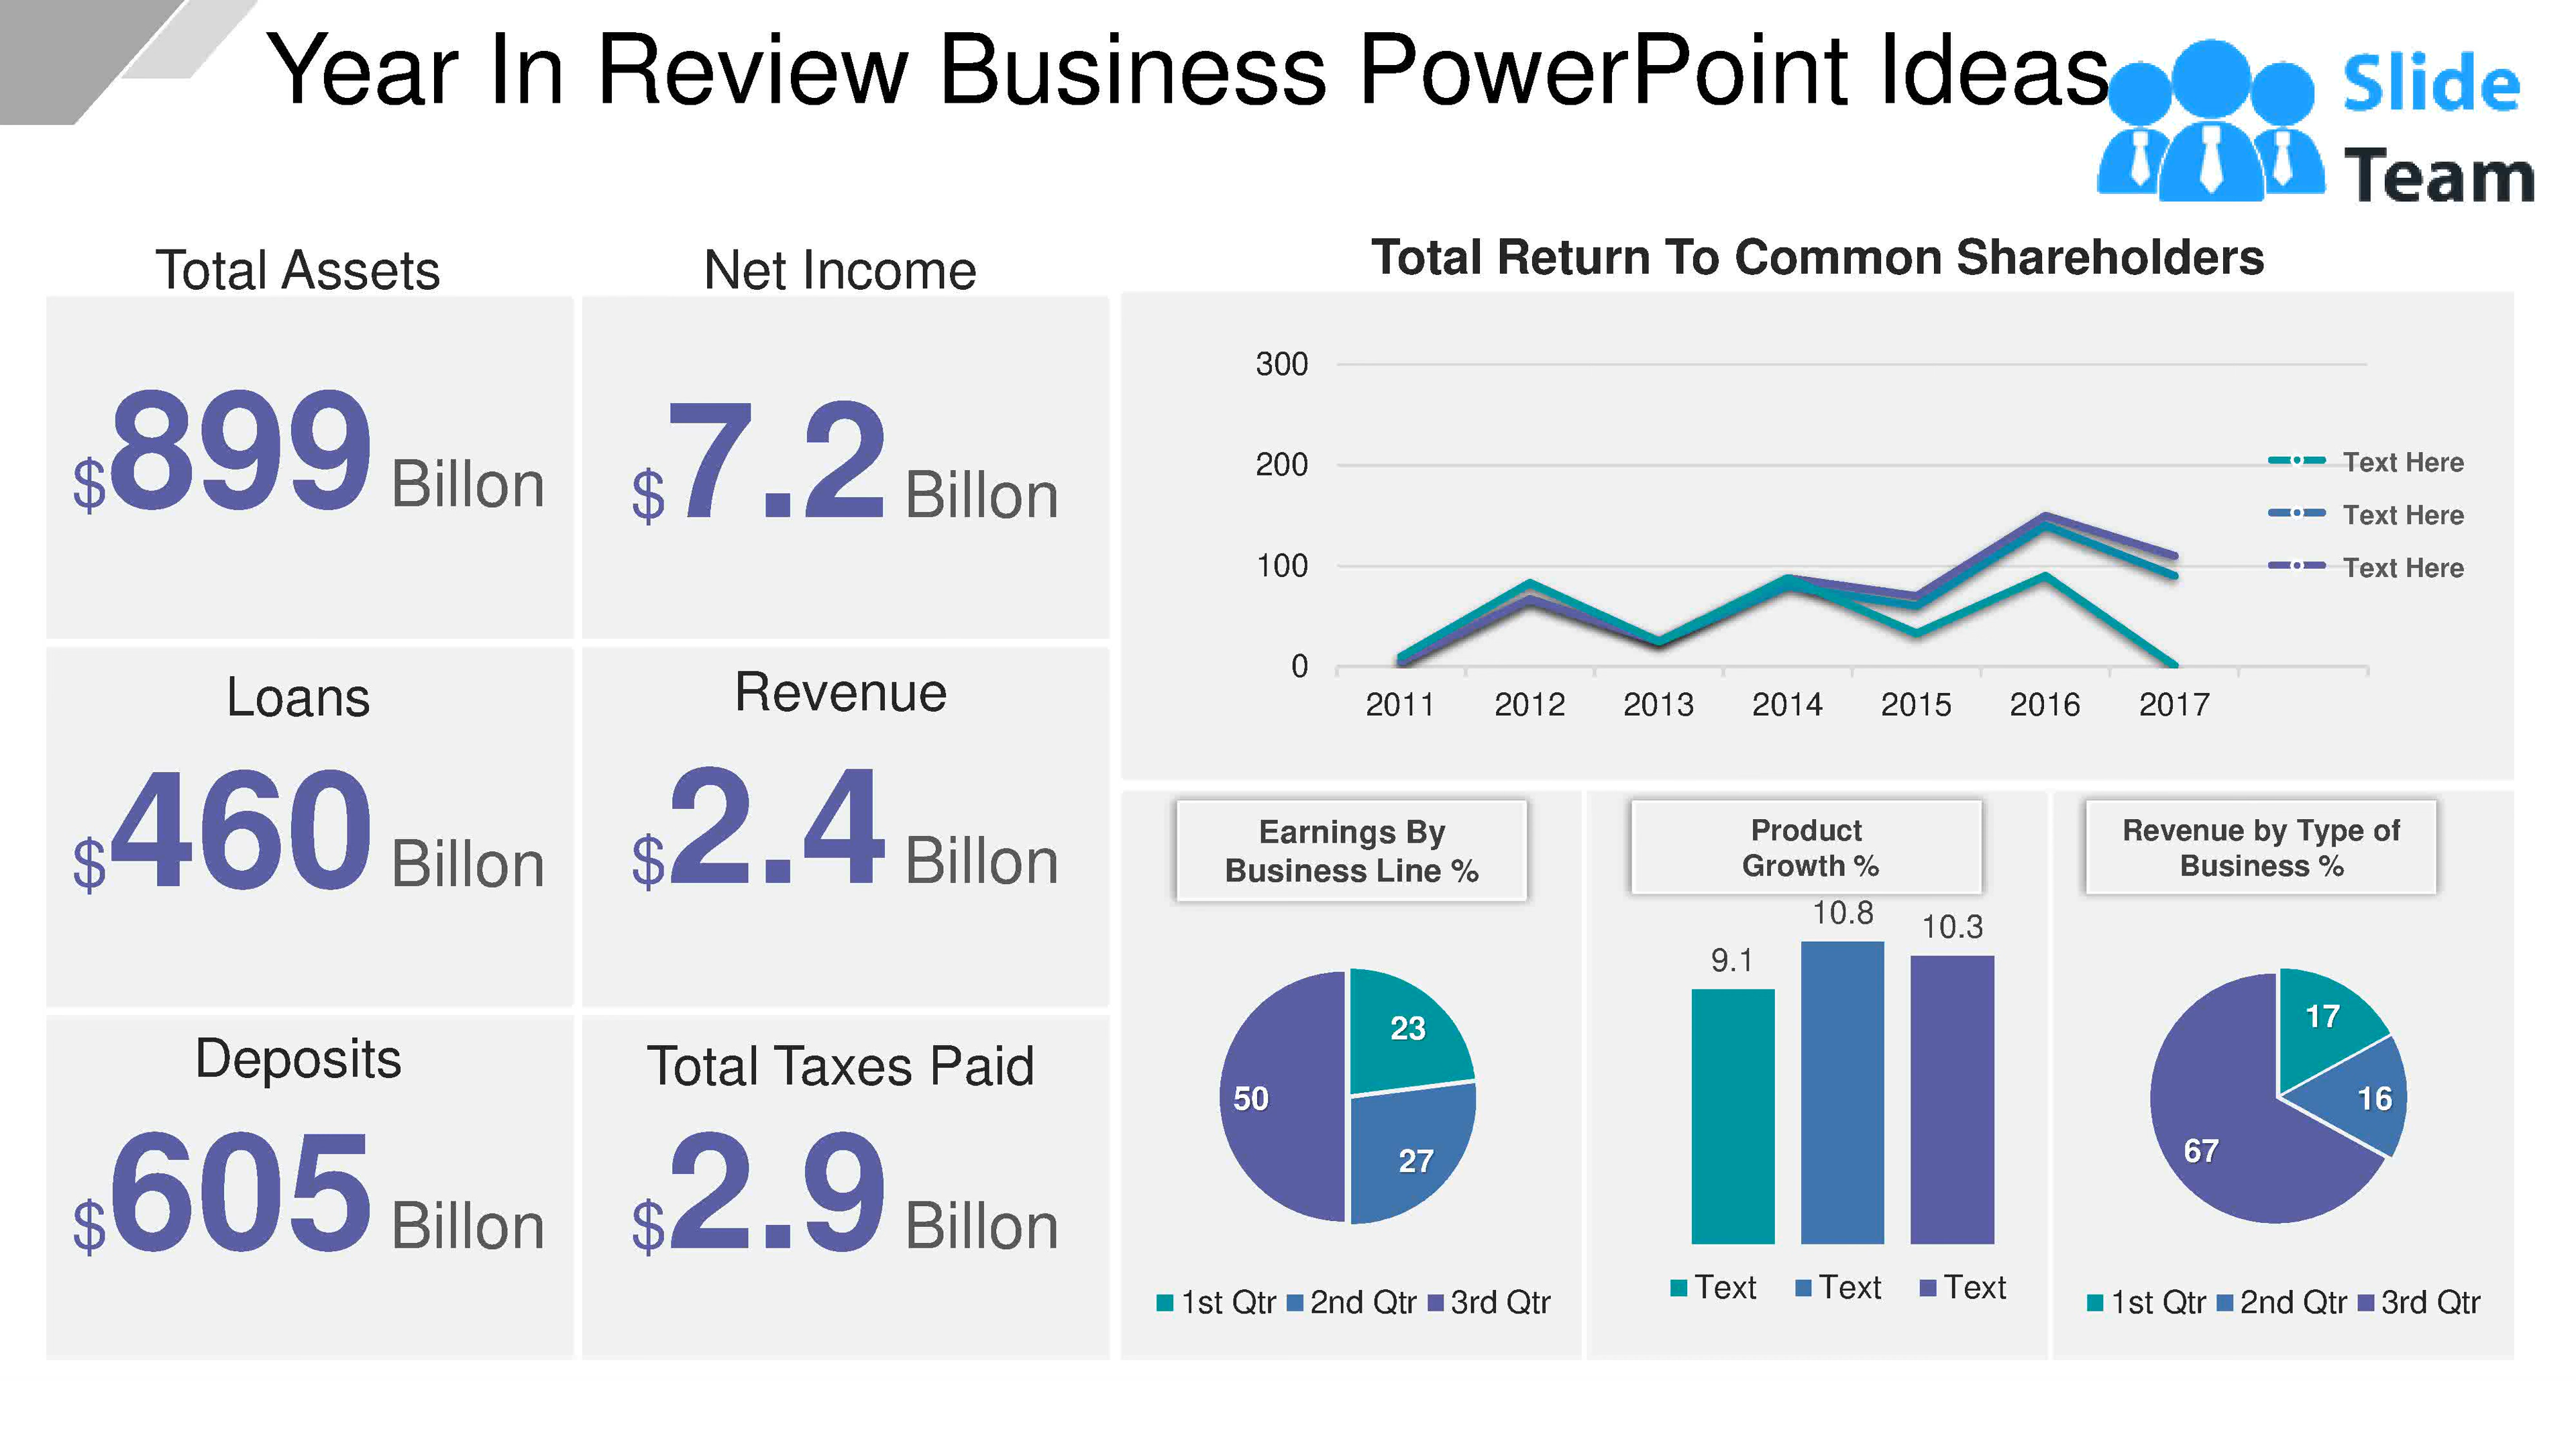 Year In Review Business PowerPoint Ideas
Slide
Team
Total Assets
$899 Billon
Net Income
$7.2 Billon
Loans
$460 Billon
Revenue
$2.4 Billon
Deposits
$605 Billon
Total Taxes Paid
$2.9 Billon
Total Return To Common Shareholders
300
200
100
0
2011 2012 2013 2014 2015 2016 2017
Text Here
Text Here
Text Here
Earnings By
Business Line %
23
50
27
1st Qtr 2nd Qtr 3rd Qtr
Product
Growth %
9.1 10.8 10.3
Text Text Text
Revenue by Type of
Business %
17
16
67
1st Qtr 2nd Qtr 3rd Qtr